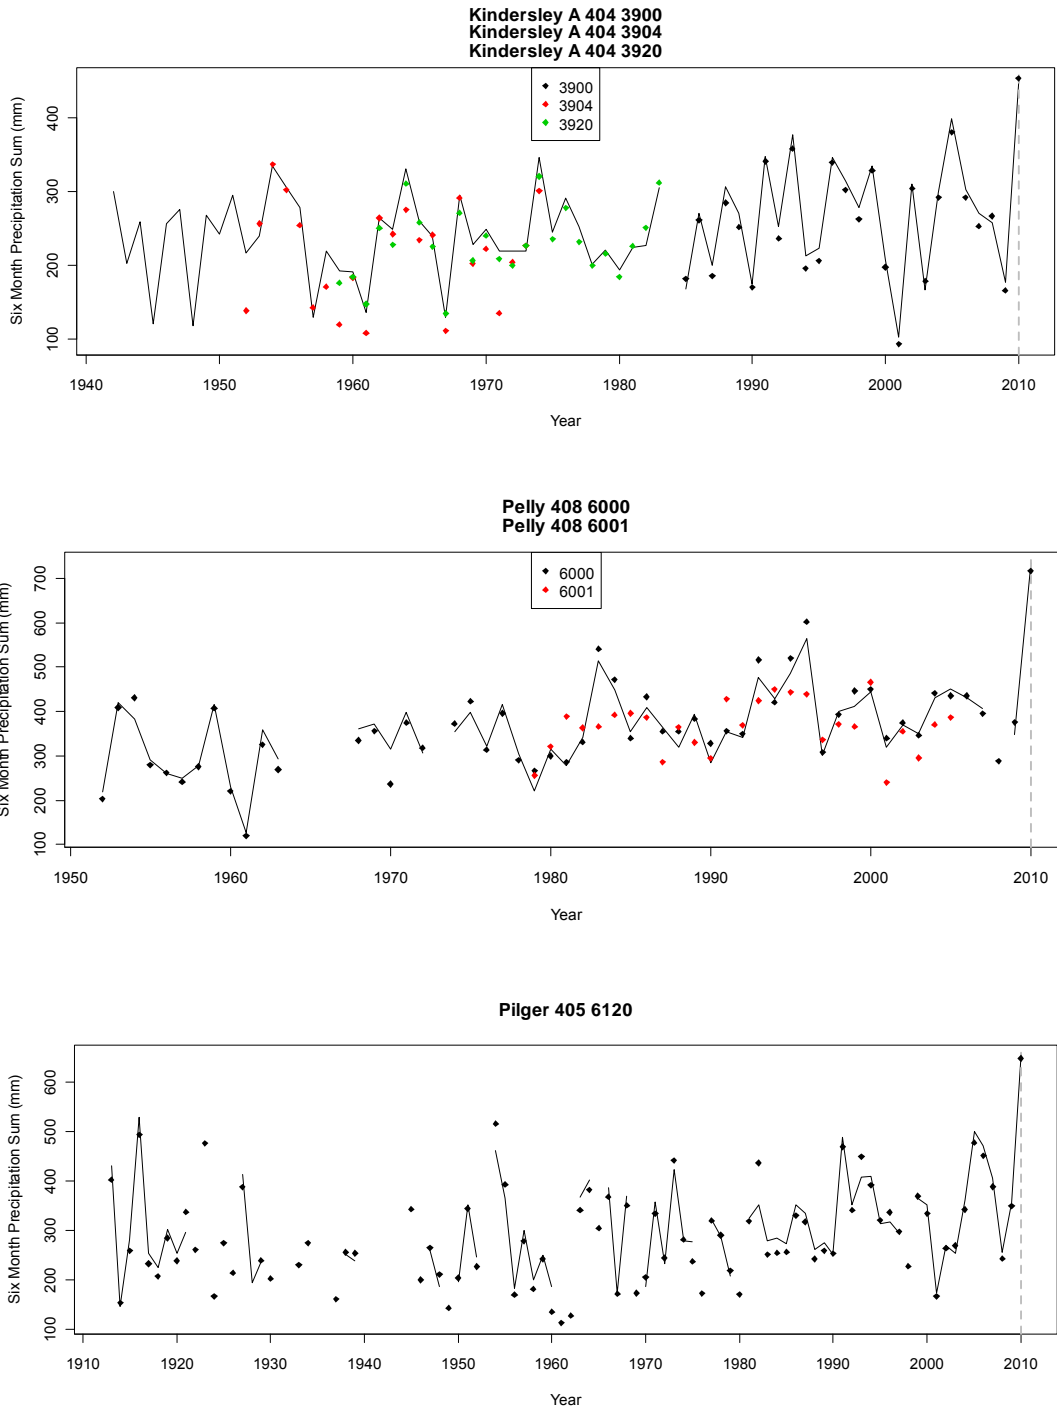 Kindersley A 404 3900
Kindersley A 404 3904
Kindersley A 404 3920
Six Month Precipitation Sum (mm)
400
300
200
100
3900
3904
3920
1940 1950 1960 1970 1980 1990 2000 2010
Year
Pelly 408 6000
Pelly 408 6001
Six Month Precipitation Sum (mm)
700
600
500
400
300
200
100
6000
6001
1950 1960 1970 1980 1990 2000 2010
Year
Pilger 405 6120
Six Month Precipitation Sum (mm)
600
500
400
300
200
100
1910 1920 1930 1940 1950 1960 1970 1980 1990 2000 2010
Year